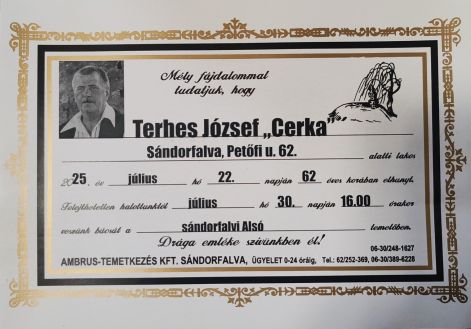 Mély fájdalommal
tudatjuk, hogy
Terhes József „Cerka”
Sándorfalva, Petőfi u. 62. alatti lakos
2025. év július hó 22. napján 62 éves korában elhunyt.
Felejthetetlen halottunktól július hó 30. napján 16.00 órakor
veszünk búcsút a sándorfalvi Alsó temetőben.
Drága emléke szívünkben él!
06-30/248-1627
AMBRUS-TEMETKEZÉS KFT. SÁNDORFALVA, ÜGYELET 0-24 óráig, Tel.: 62/252-369, 06-30/389-6228